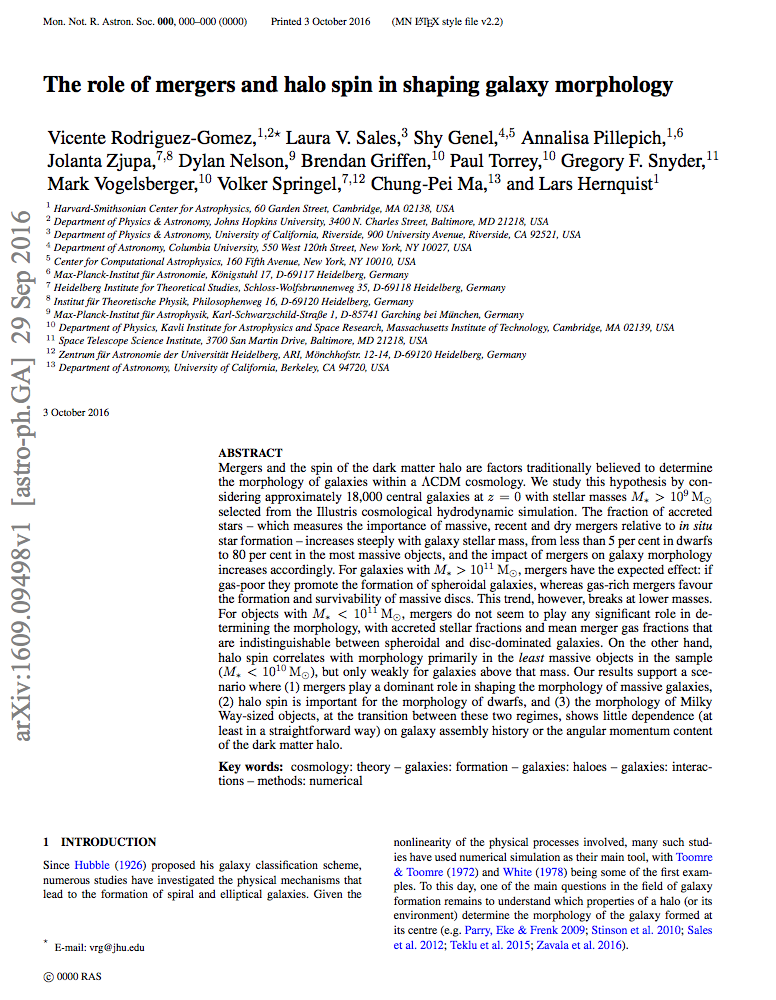 Mon. Not. R. Astron. Soc. 000, 000–000 (0000) Printed 3 October 2016 (MN LATEX style file v2.2)
The role of mergers and halo spin in shaping galaxy morphology
Vicente Rodriguez-Gomez,1,2⋆ Laura V. Sales,3 Shy Genel,4,5 Annalisa Pillepich,1,6
Jolanta Zjupa,7,8 Dylan Nelson,9 Brendan Griffen,10 Paul Torrey,10 Gregory F. Snyder,11
Mark Vogelsberger,10 Volker Springel,7,12 Chung-Pei Ma,13 and Lars Hernquist1
1 Harvard-Smithsonian Center for Astrophysics, 60 Garden Street, Cambridge, MA 02138, USA
2 Department of Physics & Astronomy, Johns Hopkins University, 3400 N. Charles Street, Baltimore, MD 21218, USA
3 Department of Physics & Astronomy, University of California, Riverside, 900 University Avenue, Riverside, CA 92521, USA
4 Department of Astronomy, Columbia University, 550 West 120th Street, New York, NY 10027, USA
5 Center for Computational Astrophysics, 160 Fifth Avenue, New York, NY 10010, USA
6 Max-Planck-Institut für Astronomie, Königstuhl 17, D-69117 Heidelberg, Germany
7 Heidelberg Institute for Theoretical Studies, Schloss-Wolfsbrunnenweg 35, D-69118 Heidelberg, Germany
8 Institut für Theoretische Physik, Philosophenweg 16, D-69120 Heidelberg, Germany
9 Max-Planck-Institut für Astrophysik, Karl-Schwarzschild-Straße 1, D-85741 Garching bei München, Germany
10 Department of Physics, Kavli Institute for Astrophysics and Space Research, Massachusetts Institute of Technology, Cambridge, MA 02139, USA
11 Space Telescope Science Institute, 3700 San Martin Drive, Baltimore, MD 21218, USA
12 Zentrum für Astronomie der Universität Heidelberg, ARI, Mönchhofstr. 12-14, D-69120 Heidelberg, Germany
13 Department of Astronomy, University of California, Berkeley, CA 94720, USA
3 October 2016
arXiv:1609.09498v1 [astro-ph.GA] 29 Sep 2016
ABSTRACT
Mergers and the spin of the dark matter halo are factors traditionally believed to determine
the morphology of galaxies within a ΛCDM cosmology. We study this hypothesis by con-
sidering approximately 18,000 central galaxies at z = 0 with stellar masses M∗ > 10⁹ M⊙
selected from the Illustris cosmological hydrodynamic simulation. The fraction of accreted
stars – which measures the importance of massive, recent and dry mergers relative to in situ
star formation – increases steeply with galaxy stellar mass, from less than 5 per cent in dwarfs
to 80 per cent in the most massive objects, and the impact of mergers on galaxy morphology
increases accordingly. For galaxies with M∗ > 10¹¹ M⊙, mergers have the expected effect: if
gas-poor they promote the formation of spheroidal galaxies, whereas gas-rich mergers favour
the formation and survivability of massive discs. This trend, however, breaks at lower masses.
For objects with M∗ < 10¹¹ M⊙, mergers do not seem to play any significant role in de-
termining the morphology, with accreted stellar fractions and mean merger gas fractions that
are indistinguishable between spheroidal and disc-dominated galaxies. On the other hand,
halo spin correlates with morphology primarily in the least massive objects in the sample
(M∗ < 10¹⁰ M⊙), but only weakly for galaxies above that mass. Our results support a sce-
nario where (1) mergers play a dominant role in shaping the morphology of massive galaxies,
(2) halo spin is important for the morphology of dwarfs, and (3) the morphology of Milky
Way-sized objects, at the transition between these two regimes, shows little dependence (at
least in a straightforward way) on galaxy assembly history or the angular momentum content
of the dark matter halo.
Key words: cosmology: theory – galaxies: formation – galaxies: haloes – galaxies: interac-
tions – methods: numerical
1 INTRODUCTION
Since Hubble (1926) proposed his galaxy classification scheme,
numerous studies have investigated the physical mechanisms that
lead to the formation of spiral and elliptical galaxies. Given the
⋆ E-mail: vrg@jhu.edu
© 0000 RAS
nonlinearity of the physical processes involved, many such stud-
ies have used numerical simulation as their main tool, with Toomre
& Toomre (1972) and White (1978) being some of the first exam-
ples. To this day, one of the main questions in the field of galaxy
formation remains to understand which properties of a halo (or its
environment) determine the morphology of the galaxy formed at
its centre (e.g. Parry, Eke & Frenk 2009; Stinson et al. 2010; Sales
et al. 2012; Teklu et al. 2015; Zavala et al. 2016).